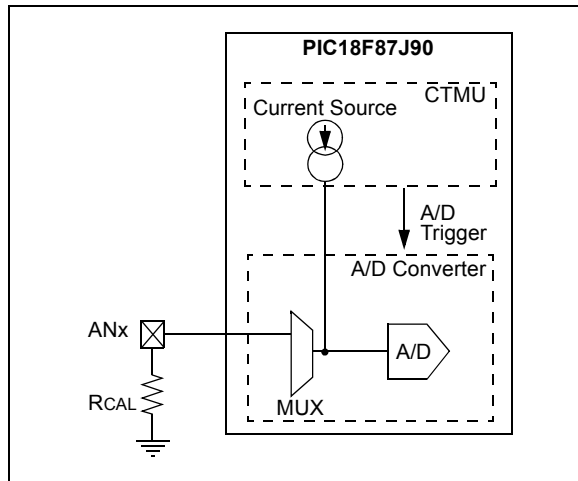 PIC18F87J90
CTMU
Current Source
A/D
Trigger
A/D Converter
ANx
A/D
RCAL
MUX